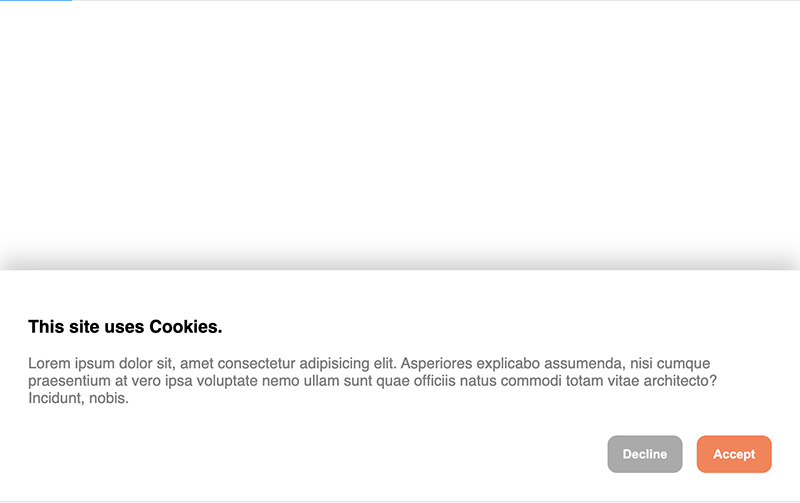 This site uses Cookies.
Lorem ipsum dolor sit, amet consectetur adipisicing elit. Asperiores explicabo assumenda, nisi cumque
praesentium at vero ipsa voluptate nemo ullam sunt quae officiis natus commodi totam vitae architecto?
Incidunt, nobis.
Decline Accept